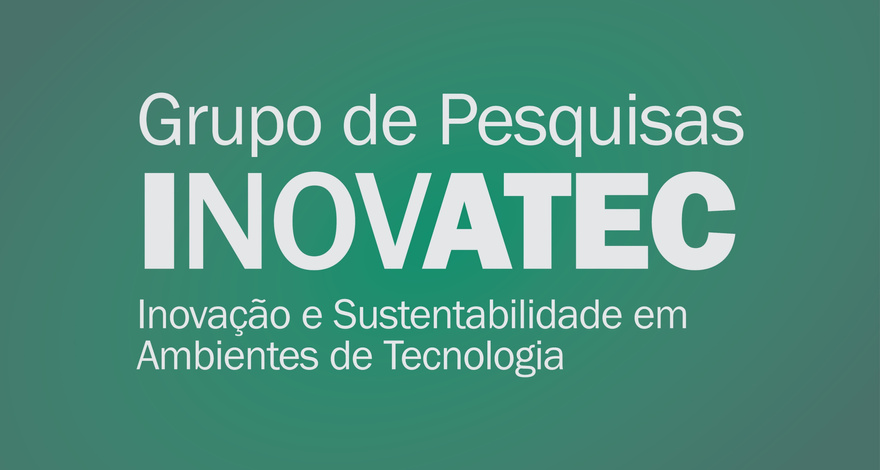 Grupo de Pesquisas
INOVATEC
Inovação e Sustentabilidade em
Ambientes de Tecnologia